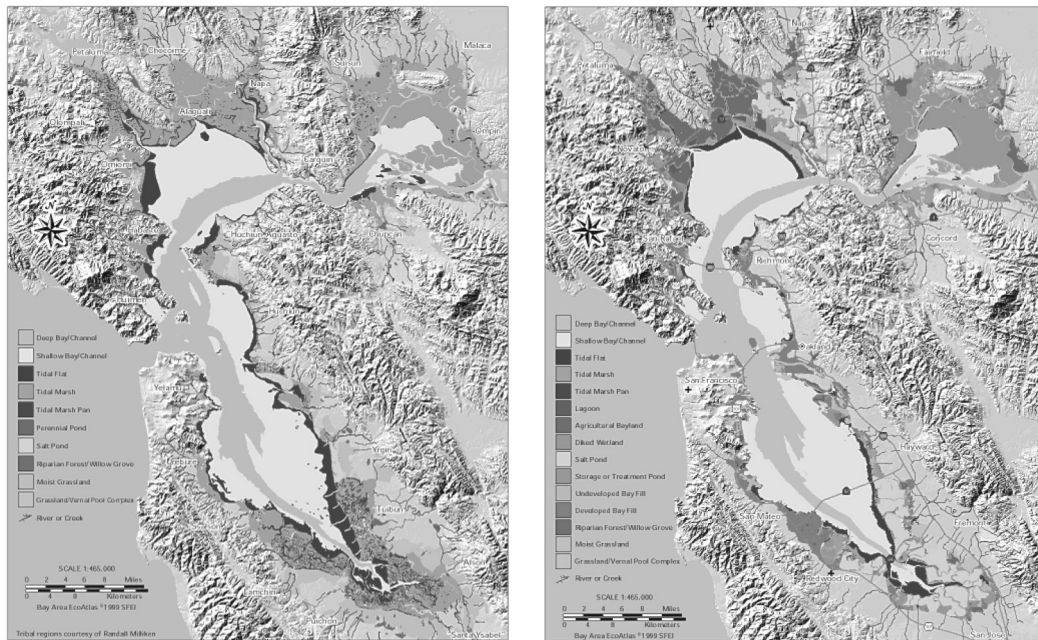 Petaluma
Chocoime
Suisun
Malaca
Napa
Alaguali
Olompali
Ompin
Omiomi
Carquin
Chupcan
Huchiun-Aguasto
Huimen
Deep Bay/Channel
Shallow Bay/Channel
Tidal Flat
Tidal Marsh
Tidal Marsh Pan
Perennial Pond
Salt Pond
Riparian Forest/Willow Grove
Moist Grassland
Grassland/Vernal Pool Complex
River or Creek
Yelamu
Yrgin
Tuibun
Alson
Lamchin
Puichon
Santa Ysabel
SCALE 1:465,000
0 2 4 6 8 Miles
0 4 8 Kilometers
Bay Area EcoAtlas ©1999 SFEI
Tribal regions courtesy of Randall Milliken
Petaluma
Fairfield
Novato
San Rafael
Richmond
Concord
Oakland
San Francisco
Deep Bay/Channel
Shallow Bay/Channel
Tidal Flat
Tidal Marsh
Tidal Marsh Pan
Lagoon
Agricultural Bayland
Diked Wetland
Salt Pond
Storage or Treatment Pond
Undeveloped Bay Fill
Developed Bay Fill
Riparian Forest/Willow Grove
Moist Grassland
Grassland/Vernal Pool Complex
River or Creek
Hayward
San Mateo
Fremont
Redwood City
San Jose
SCALE 1:465,000
0 2 4 6 8 Miles
0 4 8 Kilometers
Bay Area EcoAtlas ©1999 SFEI